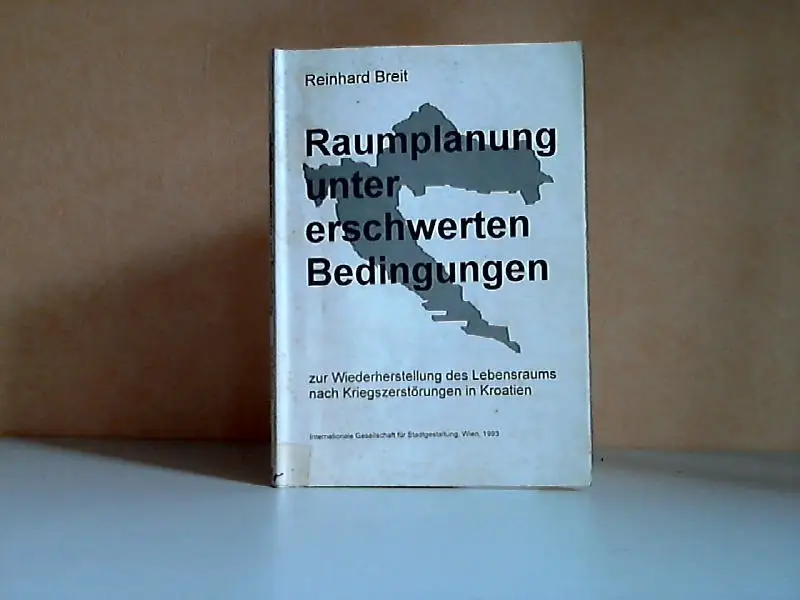 Reinhard Breit
Raumplanung
unter
erschwerten
Bedingungen
zur Wiederherstellung des Lebensraums
nach Kriegszerstörungen in Kroatien
Internationale Gesellschaft für Stadtgestaltung, Wien, 1993